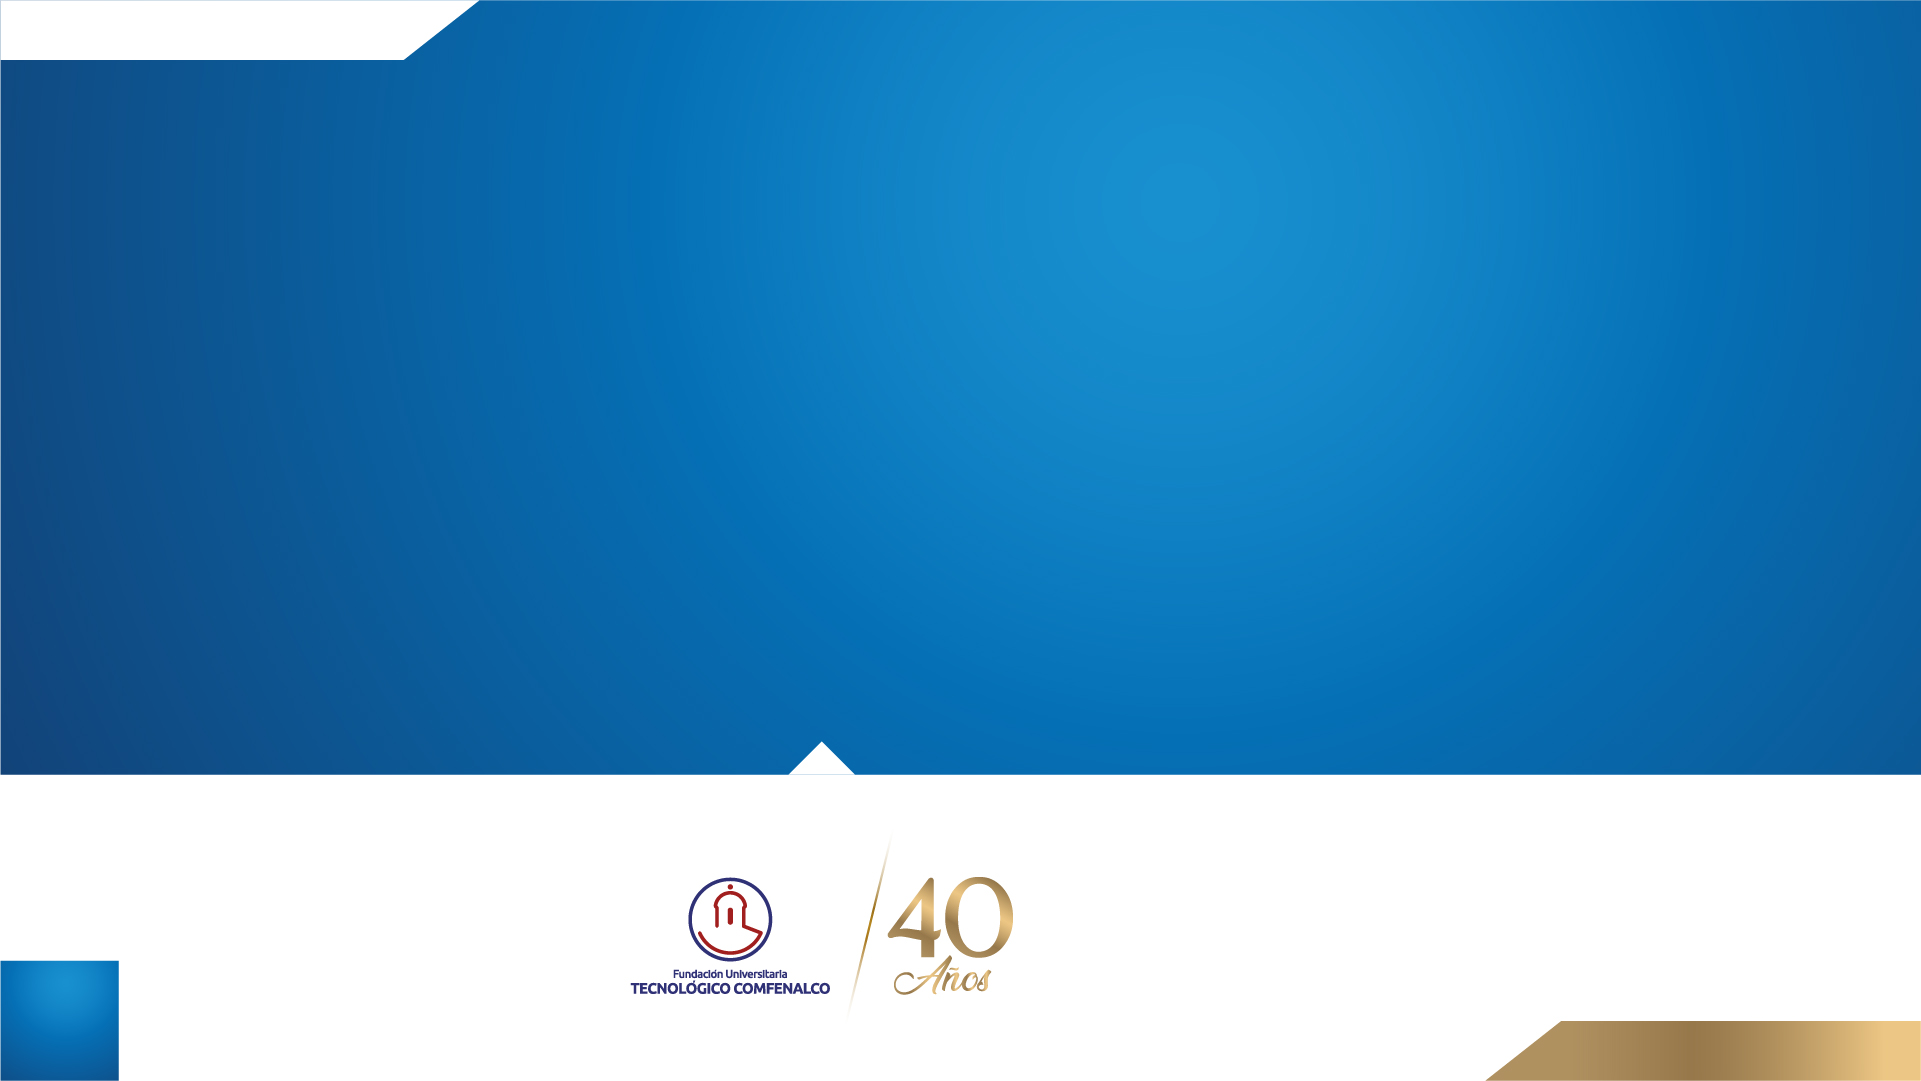 Fundación Universitaria
TECNOLÓGICO COMFENALCO
40
Años